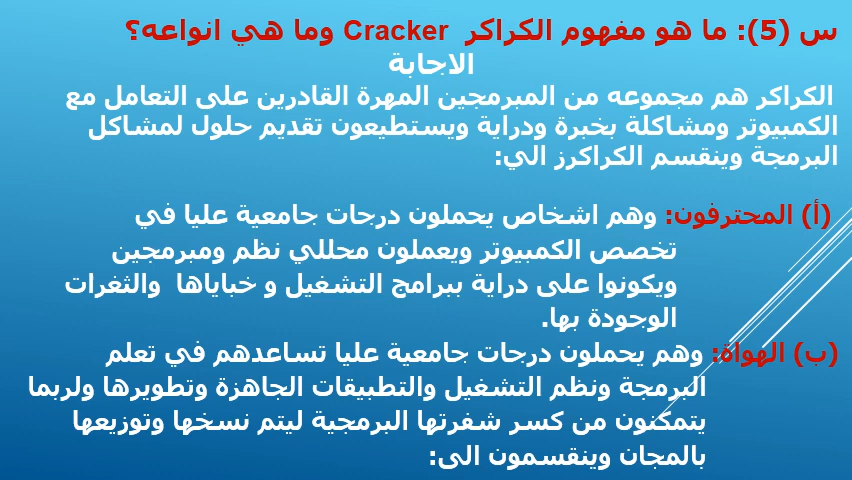 س (5): ما هو مفهوم الكراكر Cracker وما هي انواعه؟
الاجابة
الكراكر هم مجموعه من المبرمجين المهرة القادرين على التعامل مع
الكمبيوتر ومشاكلة بخبرة ودراية ويستطيعون تقديم حلول لمشاكل
البرمجة وينقسم الكراكرز الي:
(أ) المحترفون: وهم اشخاص يحملون درجات جامعية عليا في
تخصص الكمبيوتر ويعملون محللي نظم ومبرمجين
ويكونوا على دراية ببرامج التشغيل و خباياها والثغرات
الوجودة بها.
(ب) الهواة: وهم يحملون درجات جامعية عليا تساعدهم في تعلم
البرمجة ونظم التشغيل والتطبيقات الجاهزة وتطويرها ولربما
يتمكنون من كسر شفرتها البرمجية ليتم نسخها وتوزيعها
بالمجان وينقسمون الى: